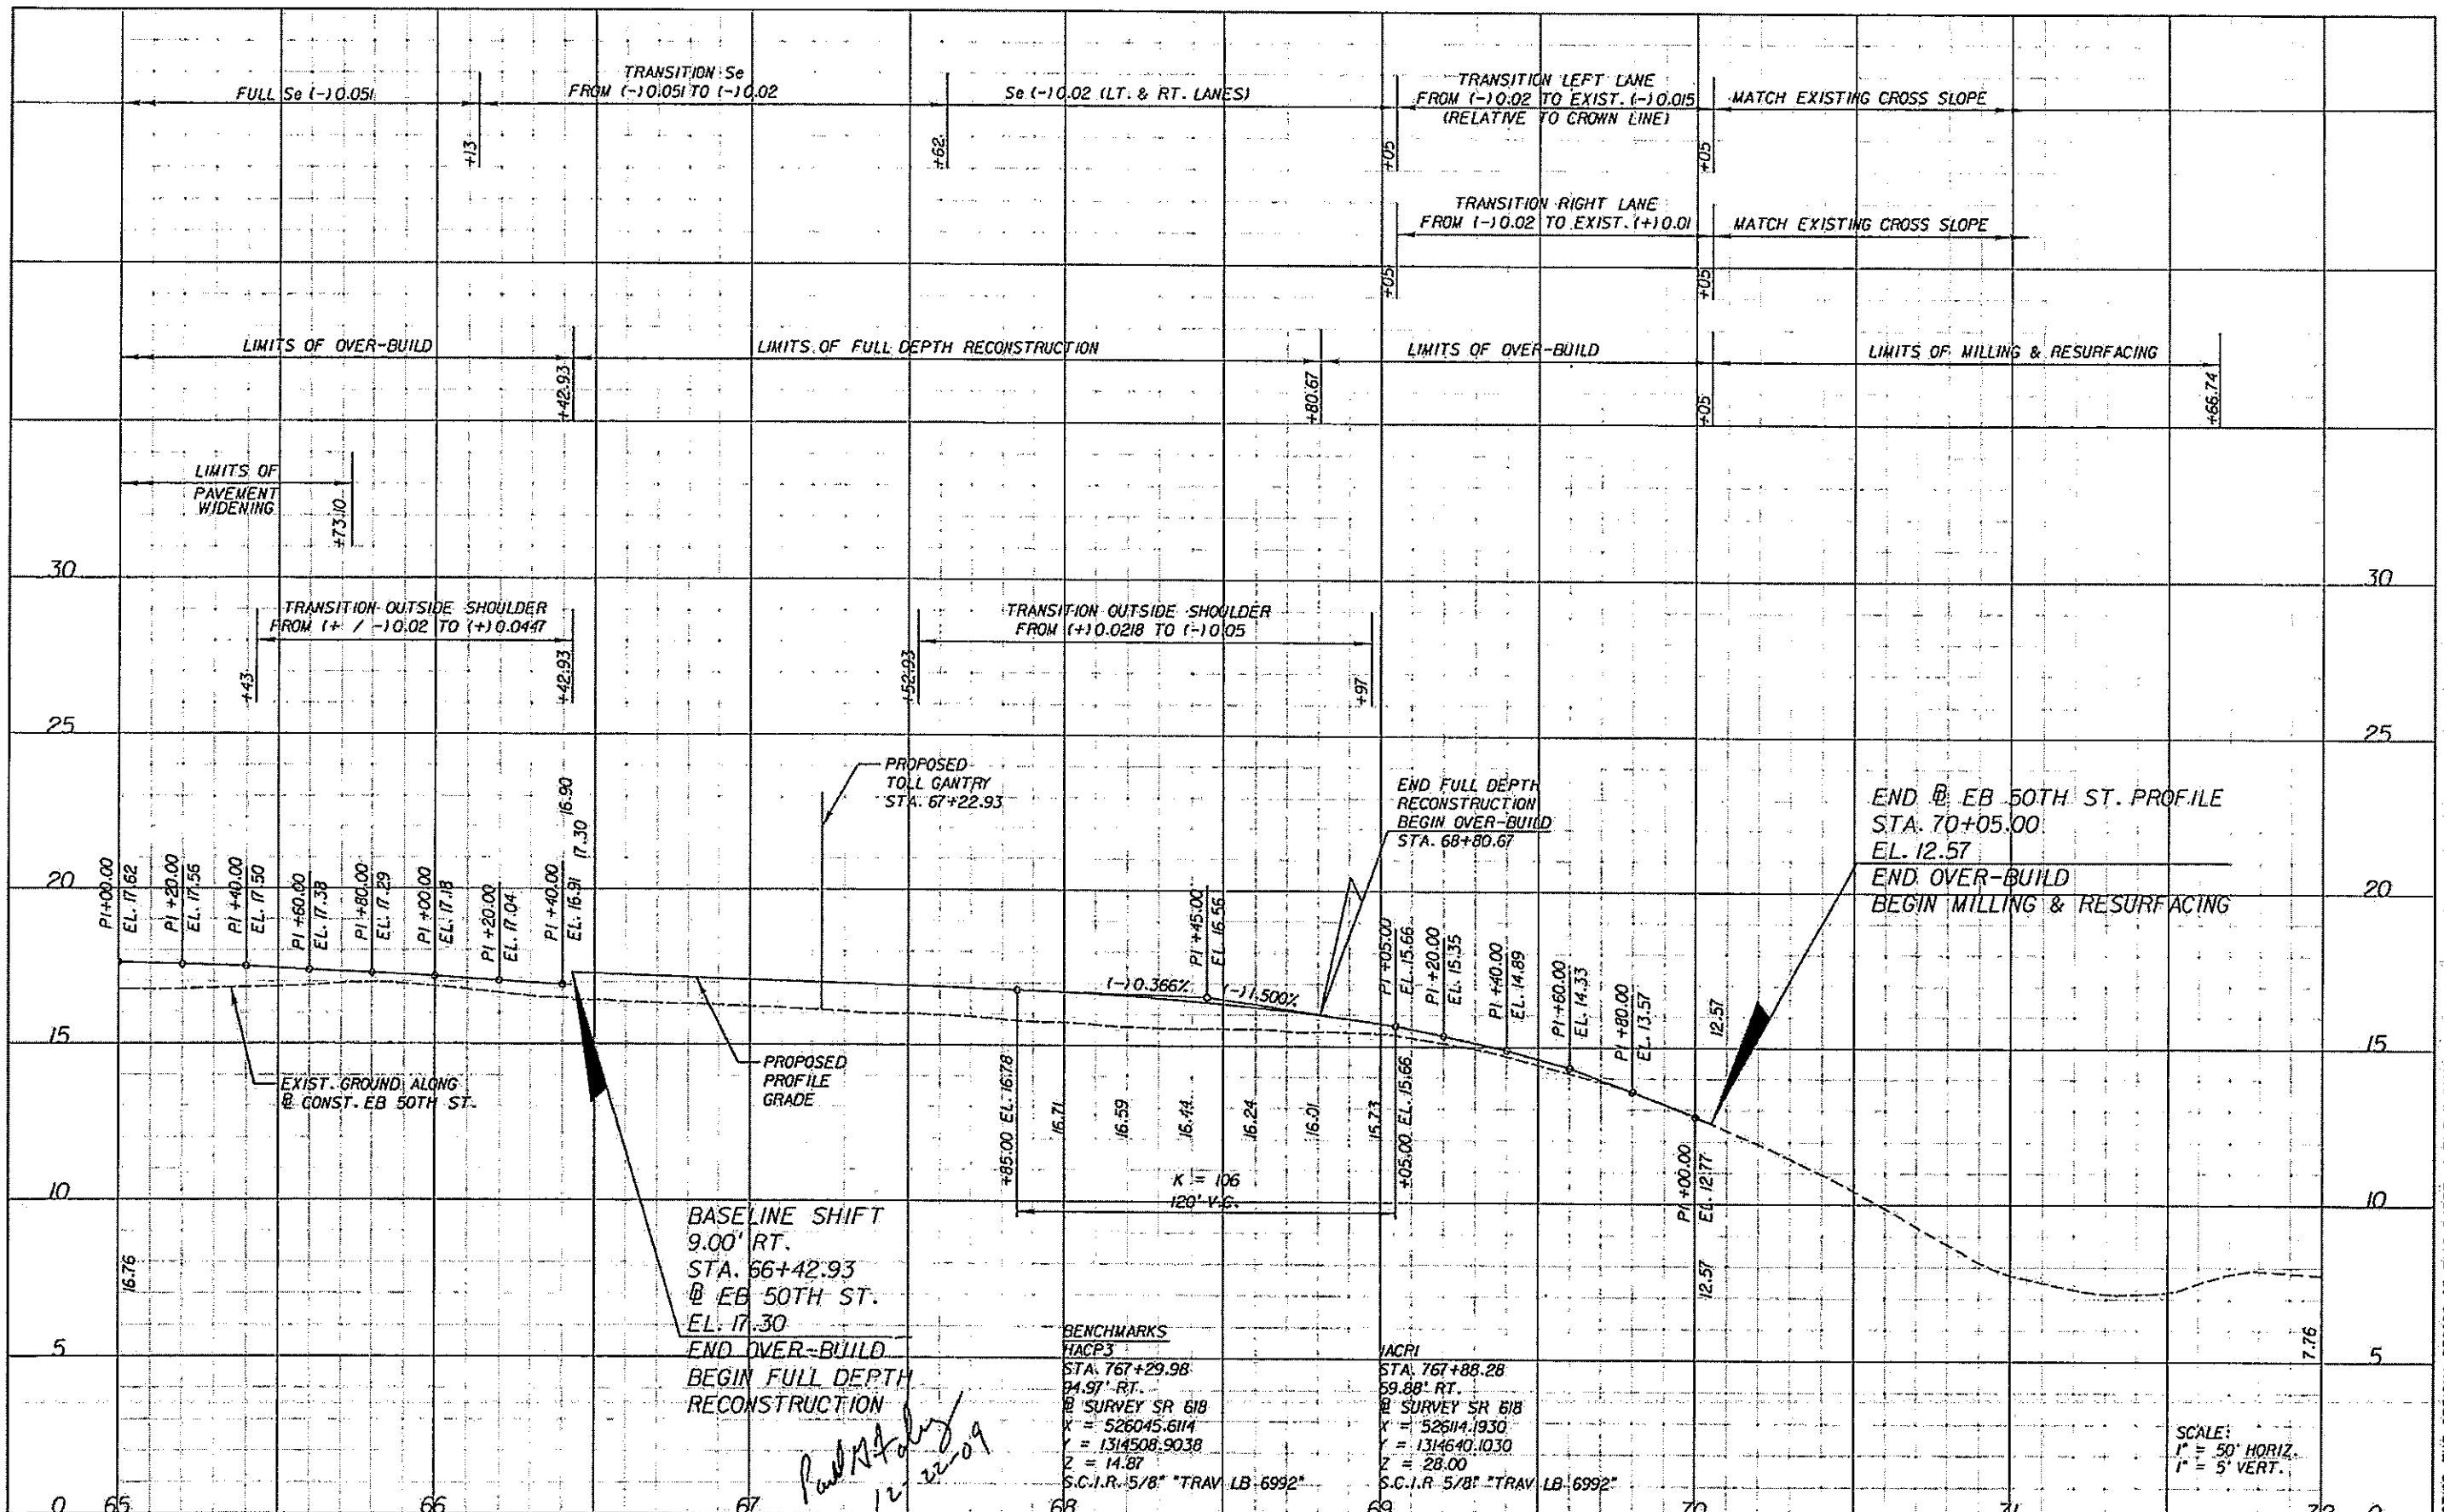 TRANSITION Se
FROM (-)0.051 TO (-)0.02
FULL Se (-)0.051
Se (-)0.02 (LT. & RT. LANES)
TRANSITION LEFT LANE
FROM (-)0.02 TO EXIST. (-)0.015
(RELATIVE TO CROWN LINE)
MATCH EXISTING CROSS SLOPE
+13
+62
+05
+05
TRANSITION RIGHT LANE
FROM (-)0.02 TO EXIST. (+)0.01
MATCH EXISTING CROSS SLOPE
+05
+05
LIMITS OF OVER-BUILD
LIMITS OF FULL DEPTH RECONSTRUCTION
LIMITS OF OVER-BUILD
LIMITS OF MILLING & RESURFACING
+42.93
+80.67
+05
+66.74
LIMITS OF
PAVEMENT
WIDENING
+73.10
30
30
TRANSITION OUTSIDE SHOULDER
FROM (+ / -)0.02 TO (+)0.0447
TRANSITION OUTSIDE SHOULDER
FROM (+)0.0218 TO (-)0.05
+43
+42.93
+52.93
+97
25
25
PROPOSED
TOLL GANTRY
STA. 67+22.93
END FULL DEPTH
RECONSTRUCTION
BEGIN OVER-BUILD
STA. 68+80.67
END ⅊ EB 50TH ST. PROFILE
STA. 70+05.00
EL. 12.57
END OVER-BUILD
BEGIN MILLING & RESURFACING
20
20
PI +00.00
EL. 17.62
PI +20.00
EL. 17.56
PI +40.00
EL. 17.50
PI +60.00
EL. 17.38
PI +80.00
EL. 17.29
PI +00.00
EL. 17.18
PI +20.00
EL. 17.04
PI +40.00
EL. 16.91
16.90
17.30
PI +45.00
EL. 16.56
(-)0.366%
(-)1.500%
PI +05.00
EL. 15.66
PI +20.00
EL. 15.35
PI +40.00
EL. 14.89
PI +60.00
EL. 14.33
PI +80.00
EL. 13.57
12.57
15
15
EXIST. GROUND ALONG
⅊ CONST. EB 50TH ST.
PROPOSED
PROFILE
GRADE
+85.00 EL. 16.78
16.71
16.59
16.44
16.24
16.01
15.73
+05.00 EL. 15.66
K = 106
120' V.C.
PI +00.00
EL. 12.77
12.57
10
10
16.76
BASELINE SHIFT
9.00' RT.
STA. 66+42.93
⅊ EB 50TH ST.
EL. 17.30
END OVER-BUILD
BEGIN FULL DEPTH
RECONSTRUCTION
7.76
5
5
BENCHMARKS
HACP3
STA. 767+29.98
94.97' RT.
⅊ SURVEY SR 618
X = 526045.6114
Y = 1314508.9038
Z = 14.87
S.C.I.R. 5/8" "TRAV LB 6992"
IACR1
STA. 767+88.28
59.88' RT.
⅊ SURVEY SR 618
X = 526114.1930
Y = 1314640.1030
Z = 28.00
S.C.I.R 5/8" "TRAV LB 6992"
12-22-09
SCALE:
1" = 50' HORIZ.
1" = 5' VERT.
0
65
66
67
68
69
70
71
72
0